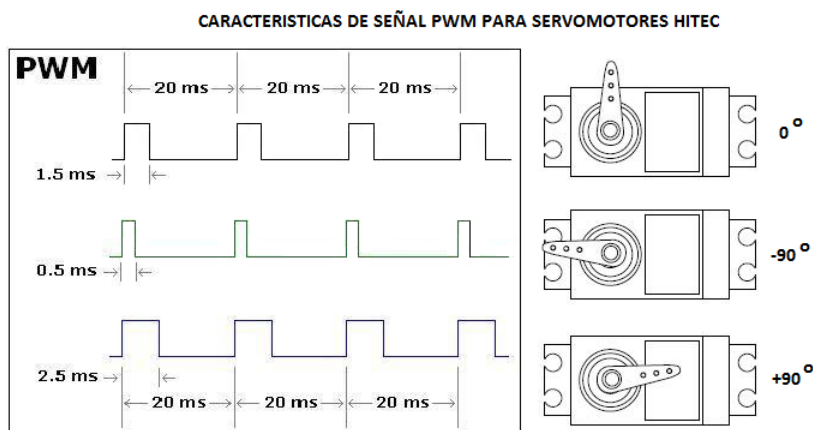 CARACTERISTICAS DE SEÑAL PWM PARA SERVOMOTORES HITEC
PWM
20 ms 20 ms 20 ms
1.5 ms
0°
0.5 ms
-90°
2.5 ms
+90°
20 ms 20 ms 20 ms